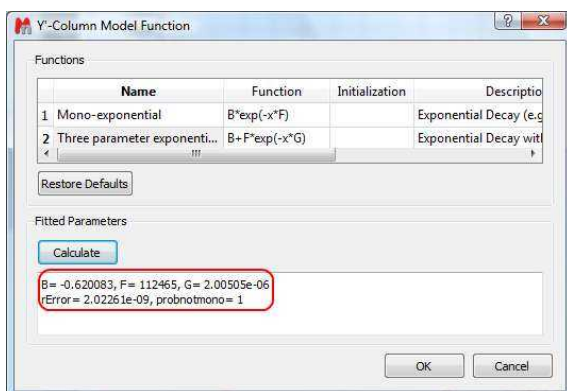 Y'-Column Model Function
Functions
Name Function Initialization Descriptio
1 Mono-exponential B*exp(-x*F) Exponential Decay (e.g
2 Three parameter exponenti... B+F*exp(-x*G) Exponential Decay witl
Restore Defaults
Fitted Parameters
Calculate
B= -0.620083, F= 112465, G= 2.00505e-06
rError= 2.02261e-09, probnotmono= 1
OK Cancel